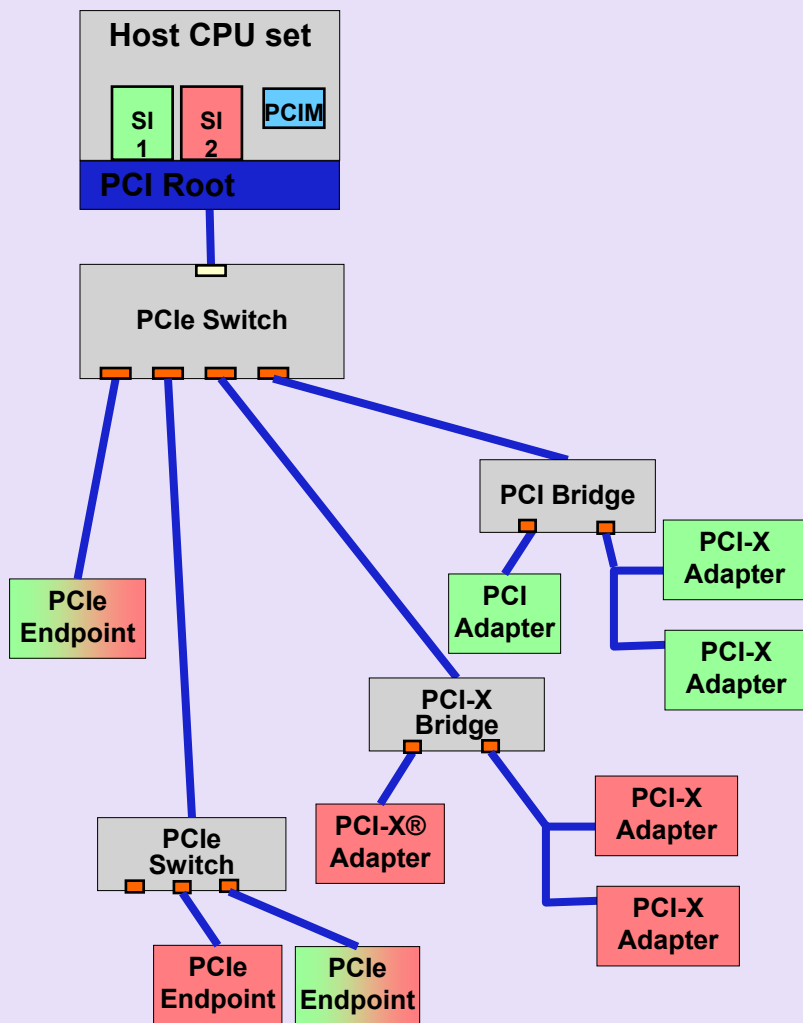 Host CPU set
SI
1
SI
2
PCIM
PCI Root
PCIe Switch
PCI Bridge
PCI-X
Adapter
PCI
Adapter
PCIe
Endpoint
PCI-X
Adapter
PCI-X
Bridge
PCI-X
Adapter
PCI-X®
Adapter
PCIe
Switch
PCI-X
Adapter
PCIe
Endpoint
PCIe
Endpoint